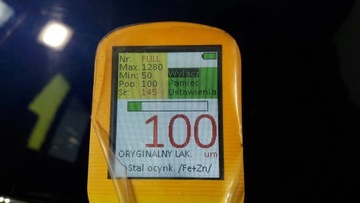 Nr: FULL
Max: 1280
Min: 50
Pop: 100
Śr: 145
Wyłącz
Pamięć
Ustawienia
100
ORYGINALNY LAK. um
Stal ocynk. /Fe+Zn/